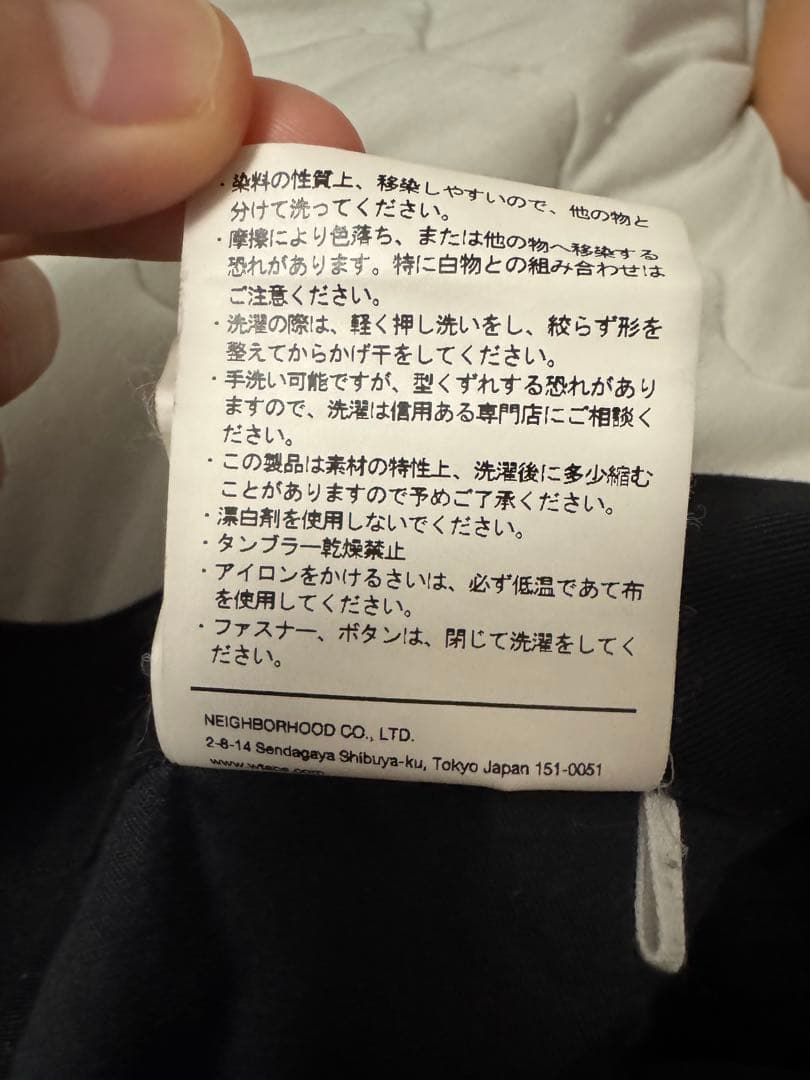 ・染料の性質上、移染しやすいので、他の物と
分けて洗ってください。
・摩擦により色落ち、または他の物へ移染する
恐れがあります。特に白物との組み合わせは
ご注意ください。
・洗濯の際は、軽く押し洗いをし、絞らず形を
整えてからかげ干をしてください。
・手洗い可能ですが、型くずれする恐れがあり
ますので、洗濯は信用ある専門店にご相談く
ださい。
・この製品は素材の特性上、洗濯後に多少縮む
ことがありますので予めご了承ください。
・漂白剤を使用しないでください。
・タンブラー乾燥禁止
・アイロンをかけるさいは、必ず低温であて布
を使用してください。
・ファスナー、ボタンは、閉じて洗濯をしてく
ださい。
NEIGHBORHOOD CO., LTD.
2-8-14 Sendagaya Shibuya-ku, Tokyo Japan 151-0051
www.wtaps.com